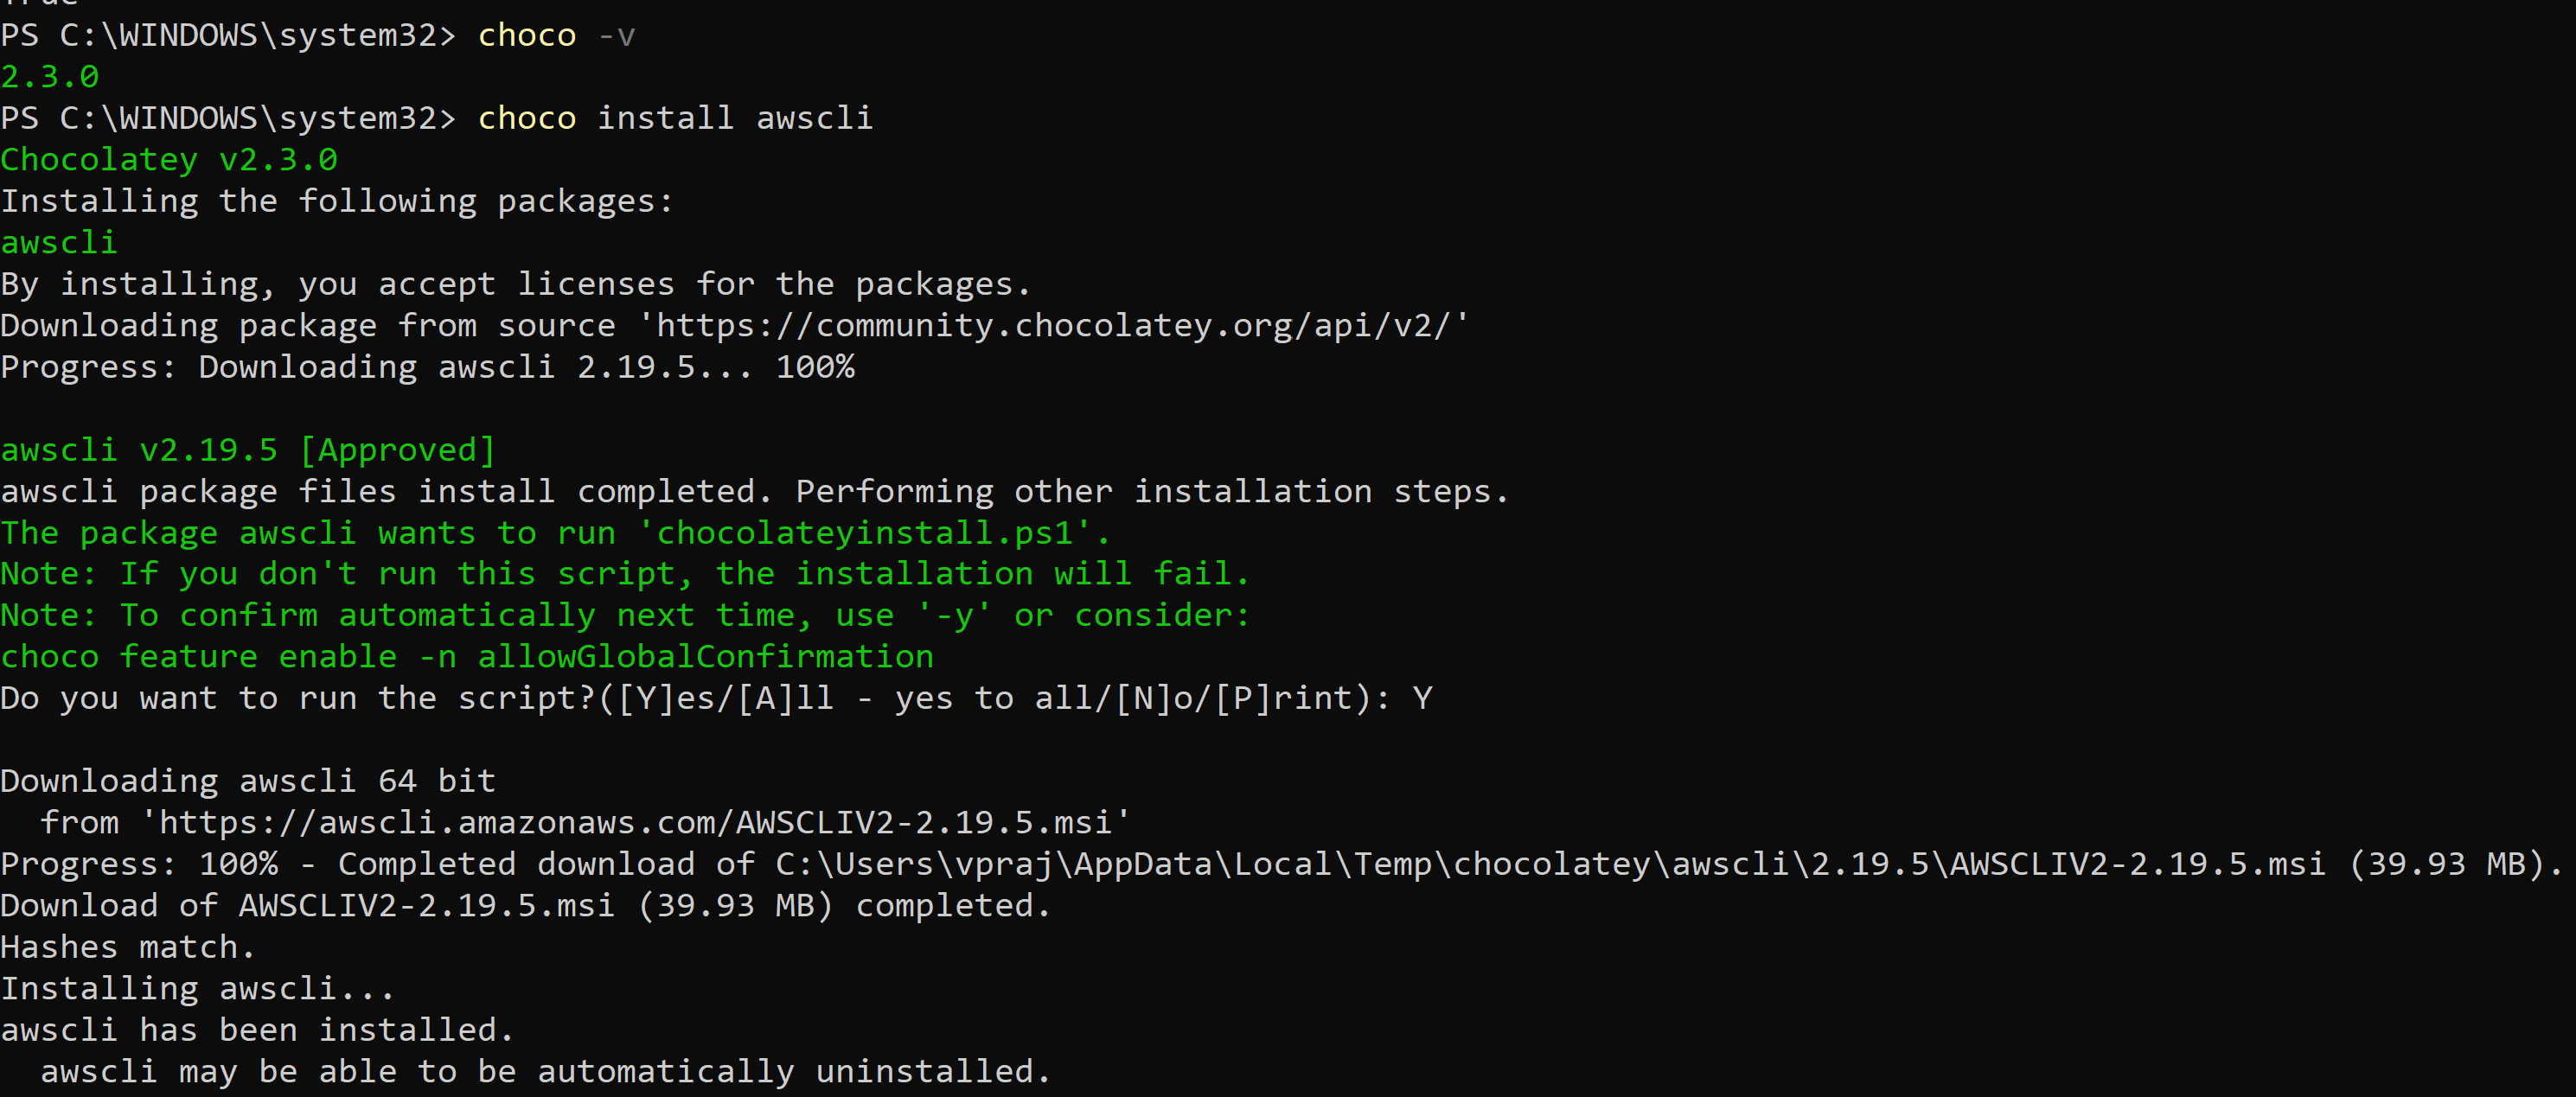 True
PS C:\WINDOWS\system32> choco -v
2.3.0
PS C:\WINDOWS\system32> choco install awscli
Chocolatey v2.3.0
Installing the following packages:
awscli
By installing, you accept licenses for the packages.
Downloading package from source 'https://community.chocolatey.org/api/v2/'
Progress: Downloading awscli 2.19.5... 100%
awscli v2.19.5 [Approved]
awscli package files install completed. Performing other installation steps.
The package awscli wants to run 'chocolateyinstall.ps1'.
Note: If you don't run this script, the installation will fail.
Note: To confirm automatically next time, use '-y' or consider:
choco feature enable -n allowGlobalConfirmation
Do you want to run the script?([Y]es/[A]ll - yes to all/[N]o/[P]rint): Y
Downloading awscli 64 bit
  from 'https://awscli.amazonaws.com/AWSCLIV2-2.19.5.msi'
Progress: 100% - Completed download of C:\Users\vpraj\AppData\Local\Temp\chocolatey\awscli\2.19.5\AWSCLIV2-2.19.5.msi (39.93 MB).
Download of AWSCLIV2-2.19.5.msi (39.93 MB) completed.
Hashes match.
Installing awscli...
awscli has been installed.
  awscli may be able to be automatically uninstalled.